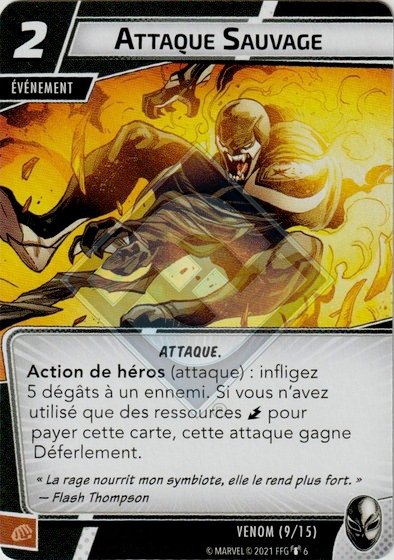 2
ATTAQUE SAUVAGE
ÉVÉNEMENT
ATTAQUE.
Action de héros (attaque) : infligez
5 dégâts à un ennemi. Si vous n’avez
utilisé que des ressources pour
payer cette carte, cette attaque gagne
Déferlement.
« La rage nourrit mon symbiote, elle le rend plus fort. »
— Flash Thompson
VENOM (9/15)
© MARVEL © 2021 FFG 6